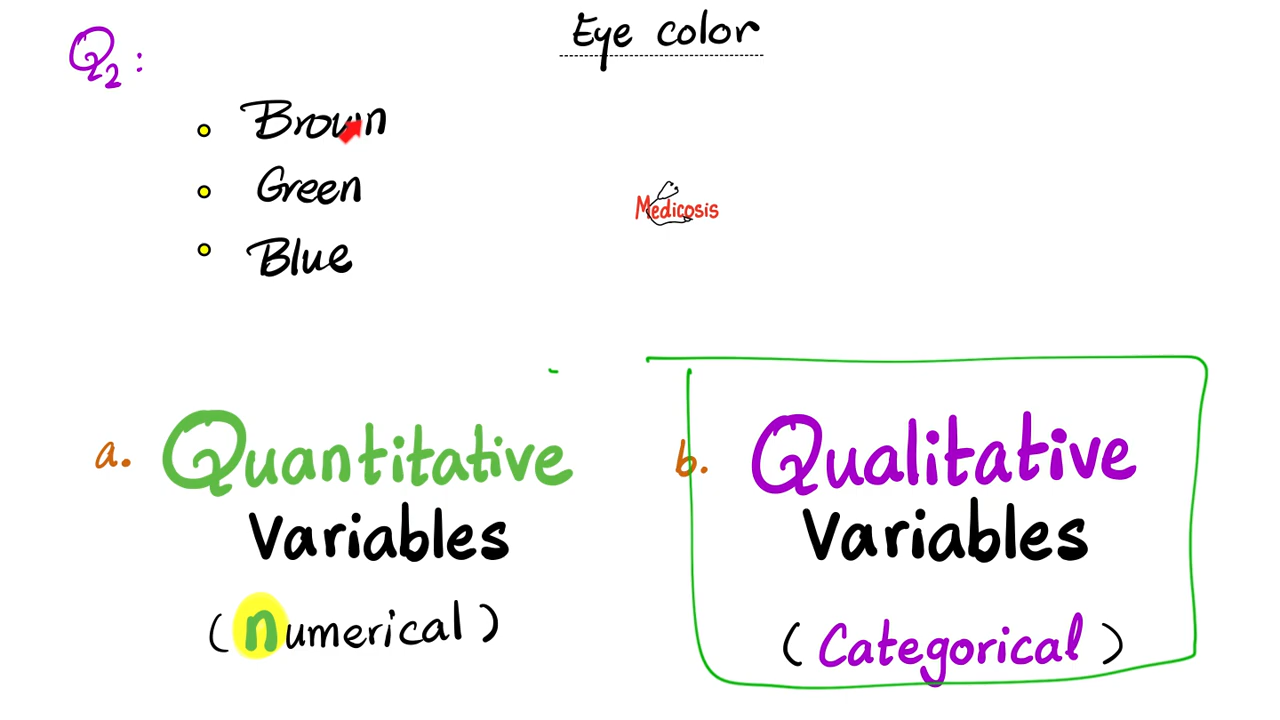 Eye color
Q2:
Brown
Green
Blue
Medicosis
a. Quantitative
Variables
(numerical)
b. Qualitative
Variables
(Categorical)